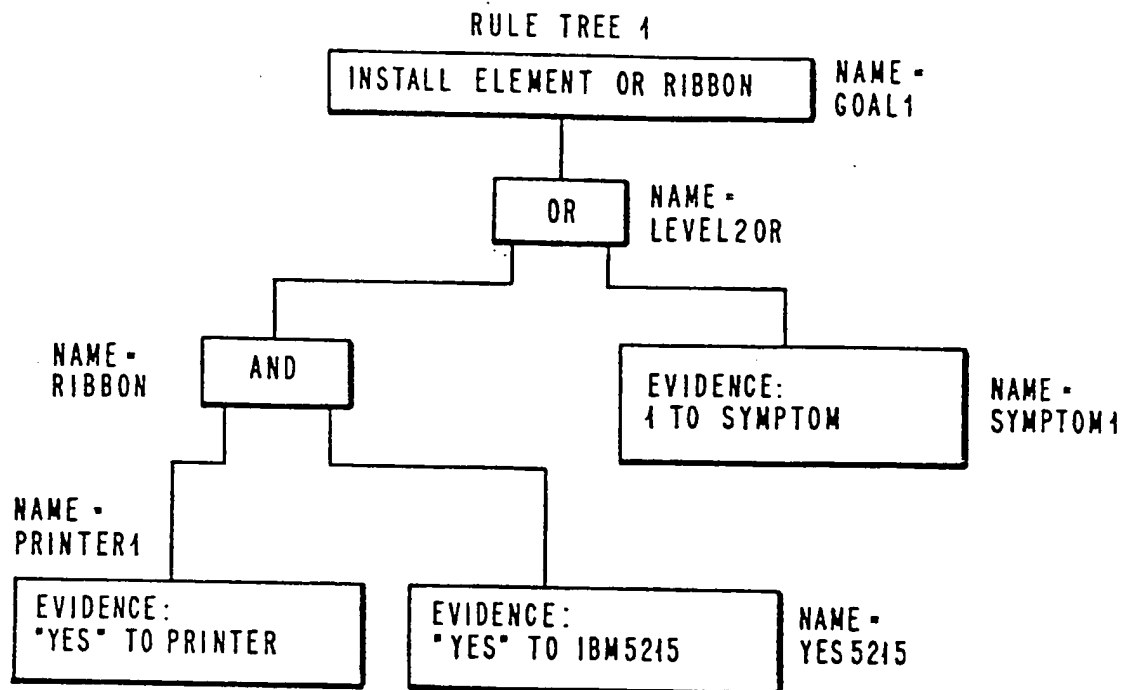 RULE TREE 1
INSTALL ELEMENT OR RIBBON
NAME =
GOAL1
OR
NAME =
LEVEL2OR
NAME =
RIBBON
AND
EVIDENCE:
1 TO SYMPTOM
NAME =
SYMPTOM1
NAME =
PRINTER1
EVIDENCE:
"YES" TO PRINTER
EVIDENCE:
"YES" TO IBM5215
NAME =
YES5215